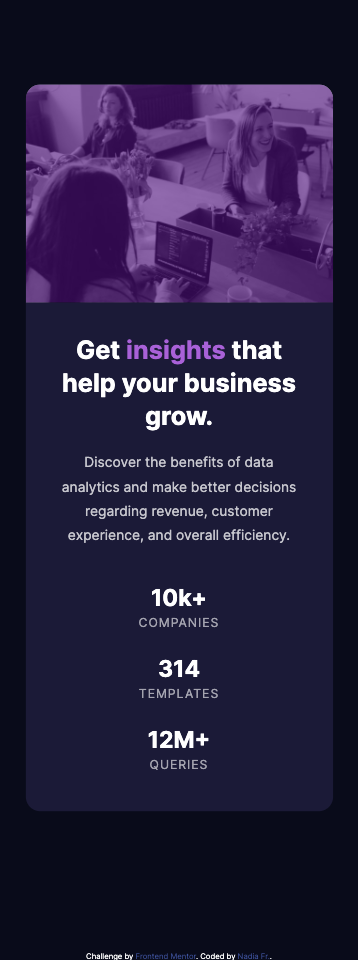 Get insights that
help your business
grow.
Discover the benefits of data
analytics and make better decisions
regarding revenue, customer
experience, and overall efficiency.
10k+
COMPANIES
314
TEMPLATES
12M+
QUERIES
Challenge by Frontend Mentor. Coded by Nadia Fr..